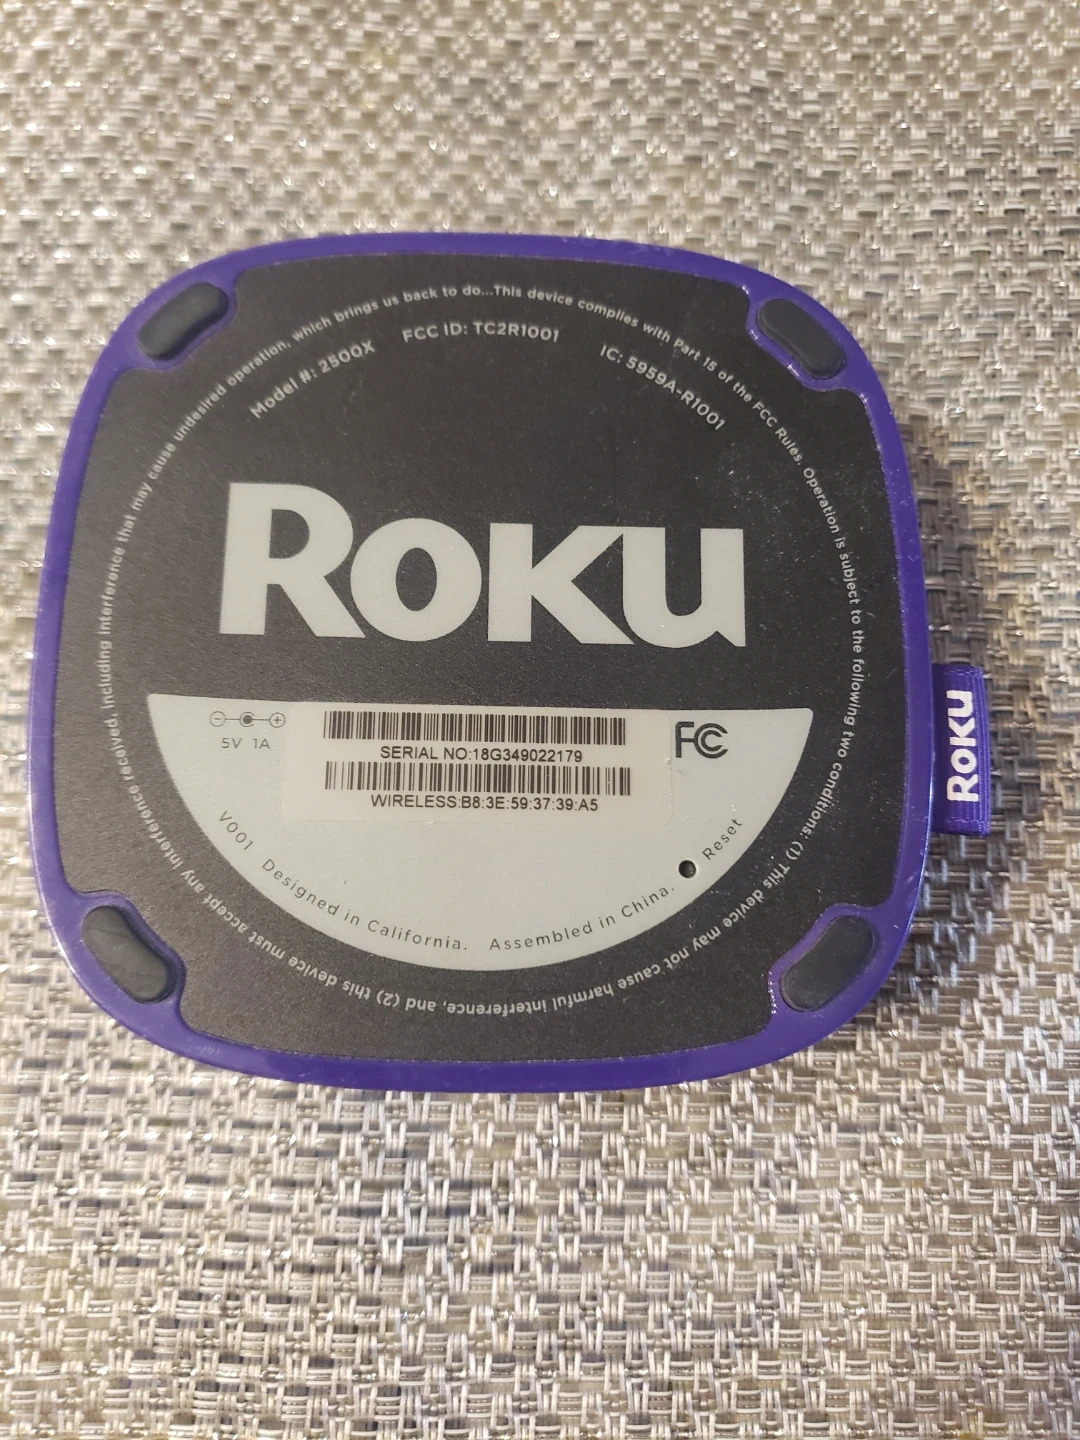 This device complies with Part 15 of the FCC Rules. Operation is subject to the following two conditions: (1) This device may not cause harmful interference, and (2) this device must accept any interference received, including interference that may cause undesired operation, which brings us back to do...
Model #: 2500X
FCC ID: TC2R1001
IC: 5959A-R1001
ROKU
5V 1A
SERIAL NO:18G349022179
WIRELESS:B8:3E:59:37:39:A5
FC
V001 Designed in California. Assembled in China.
Reset
ROKU